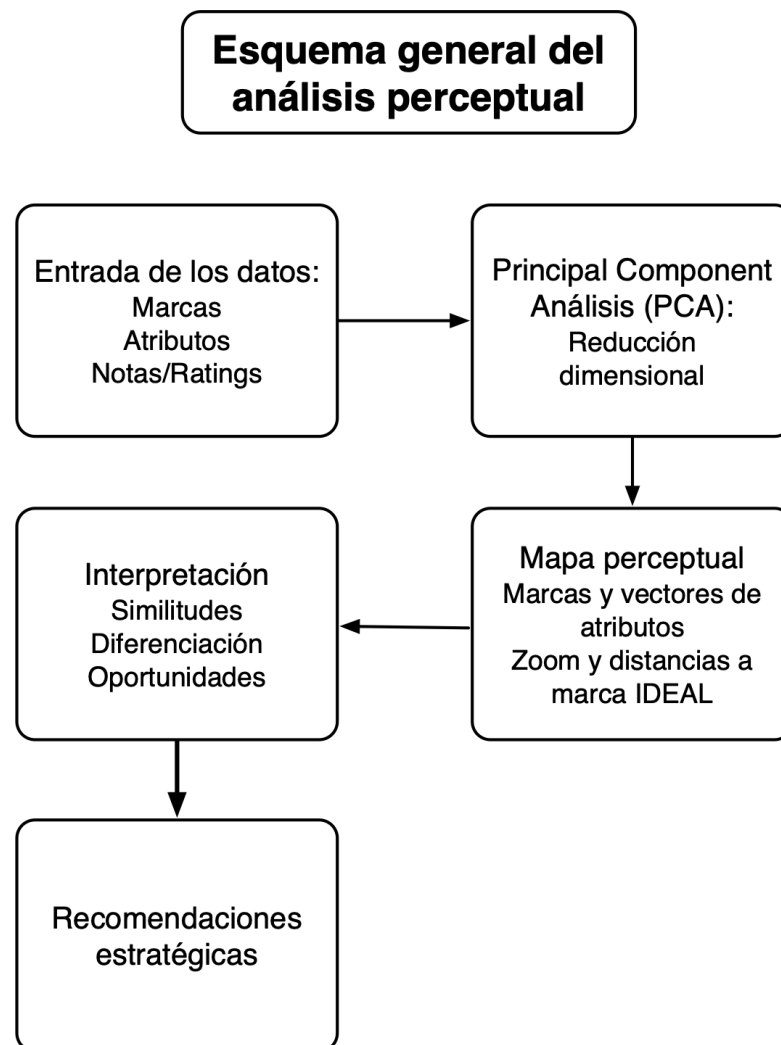 Esquema general del
análisis perceptual
Entrada de los datos:
Marcas
Atributos
Notas/Ratings
Principal Component
Análisis (PCA):
Reducción
dimensional
Mapa perceptual
Marcas y vectores de
atributos
Zoom y distancias a
marca IDEAL
Interpretación
Similitudes
Diferenciación
Oportunidades
Recomendaciones
estratégicas